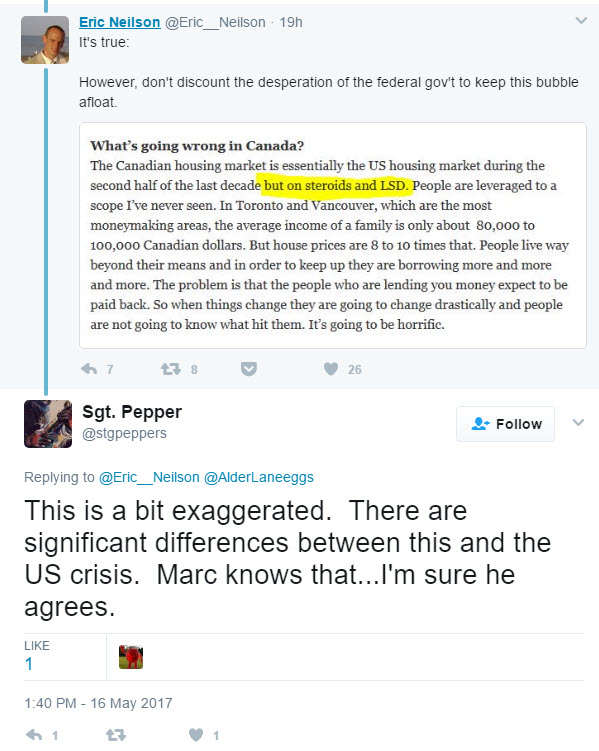 Eric Neilson @Eric__Neilson · 19h
It's true:
However, don't discount the desperation of the federal gov't to keep this bubble
afloat.
What's going wrong in Canada?
The Canadian housing market is essentially the US housing market during the
second half of the last decade but on steroids and LSD. People are leveraged to a
scope I've never seen. In Toronto and Vancouver, which are the most
moneymaking areas, the average income of a family is only about 80,000 to
100,000 Canadian dollars. But house prices are 8 to 10 times that. People live way
beyond their means and in order to keep up they are borrowing more and more
and more. The problem is that the people who are lending you money expect to be
paid back. So when things change they are going to change drastically and people
are not going to know what hit them. It's going to be horrific.
7 8 26
Sgt. Pepper
@stgpeppers
Follow
Replying to @Eric__Neilson @AlderLaneeggs
This is a bit exaggerated. There are
significant differences between this and the
US crisis. Marc knows that...I'm sure he
agrees.
LIKE
1
1:40 PM - 16 May 2017
1 1